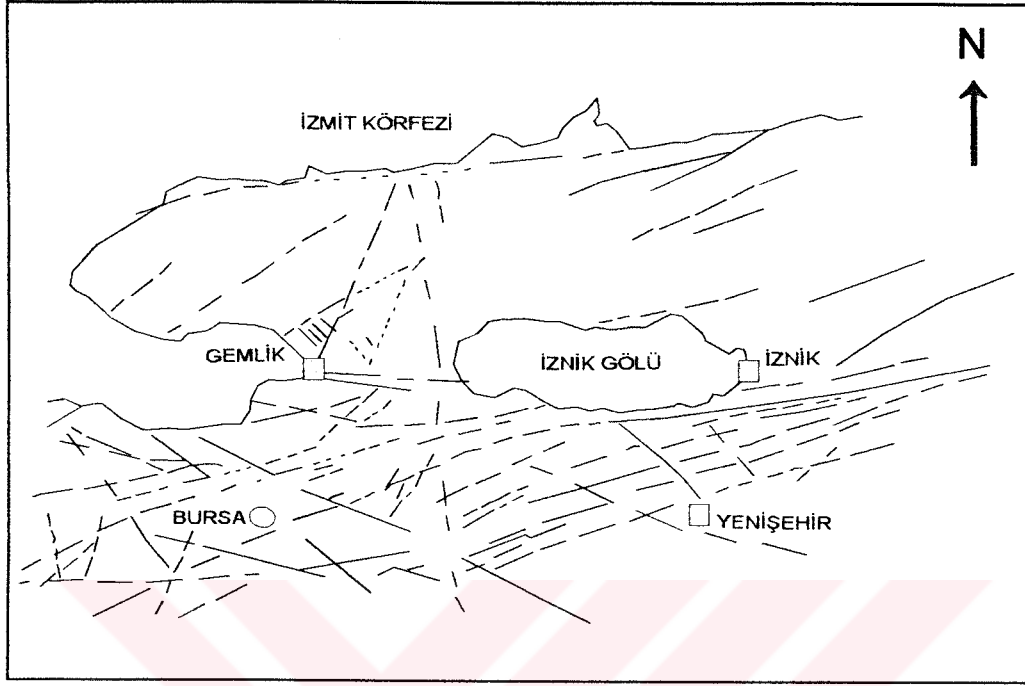 N
İZMİT KÖRFEZİ
GEMLİK
İZNİK GÖLÜ
İZNİK
BURSA
YENİŞEHİR